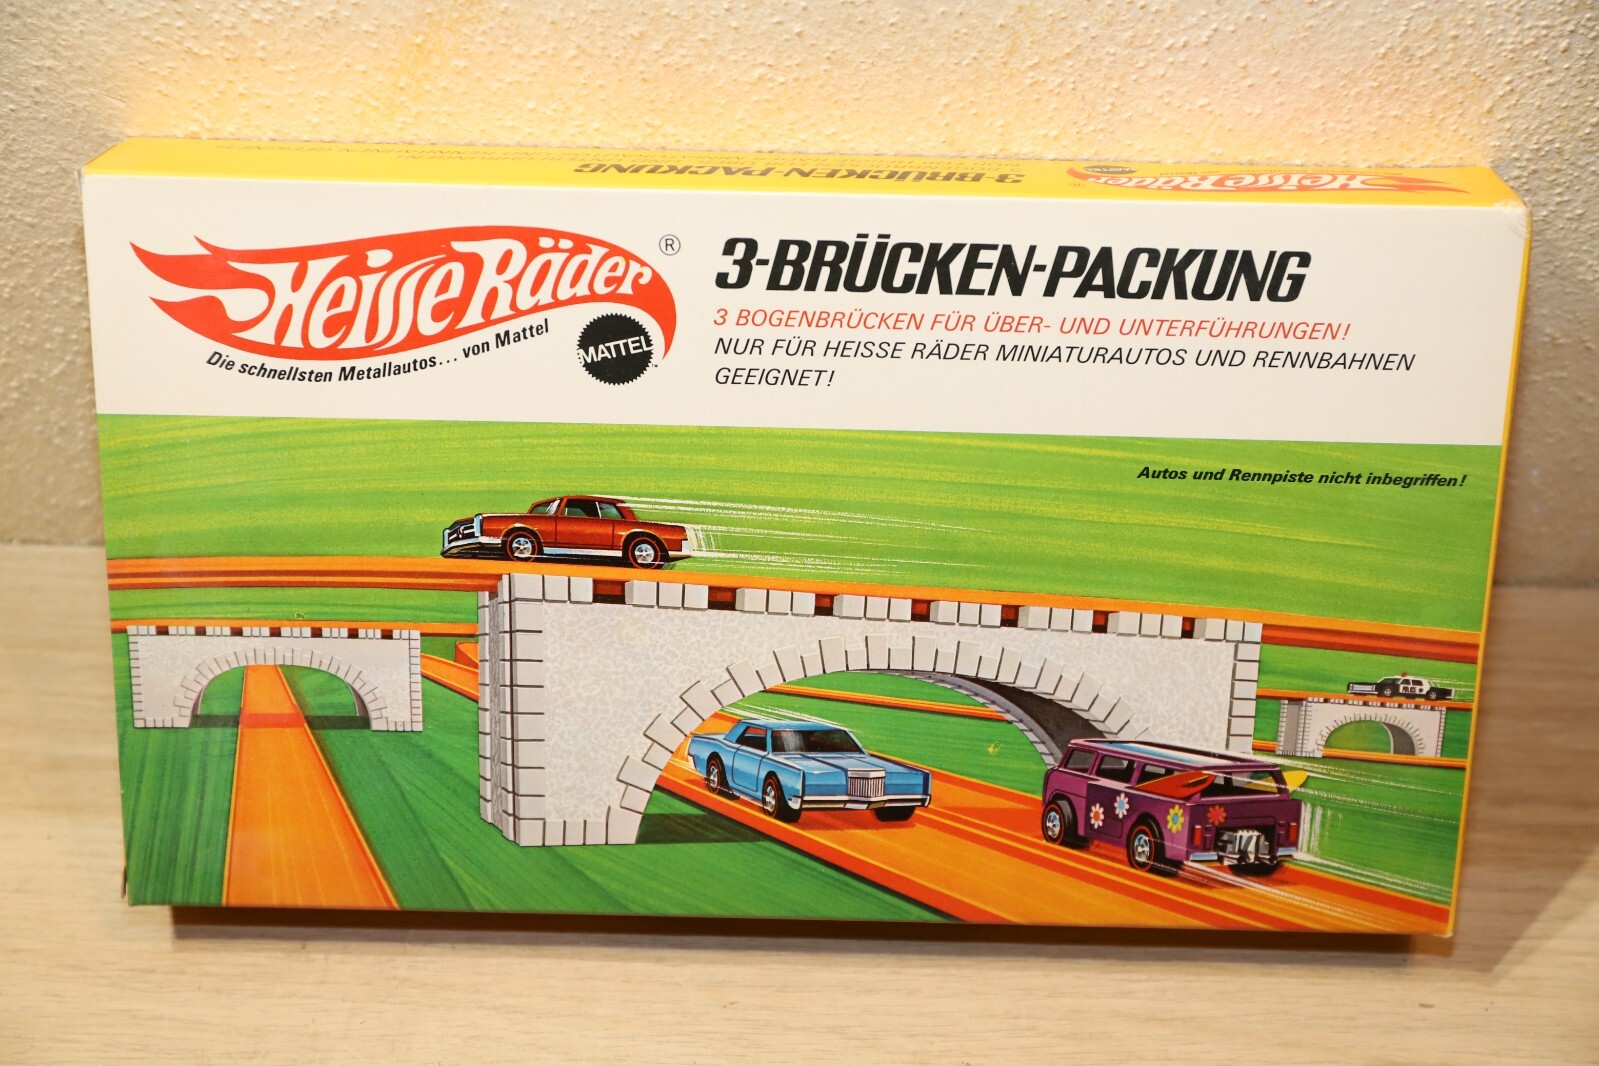 3-BRÜCKEN-PACKUNG
Heisse Räder
MATTEL
Heisse Räder ®
Die schnellsten Metallautos... von Mattel
MATTEL™
3-BRÜCKEN-PACKUNG
3 BOGENBRÜCKEN FÜR ÜBER- UND UNTERFÜHRUNGEN!
NUR FÜR HEISSE RÄDER MINIATURAUTOS UND RENNBAHNEN
GEEIGNET!
Autos und Rennpiste nicht inbegriffen!